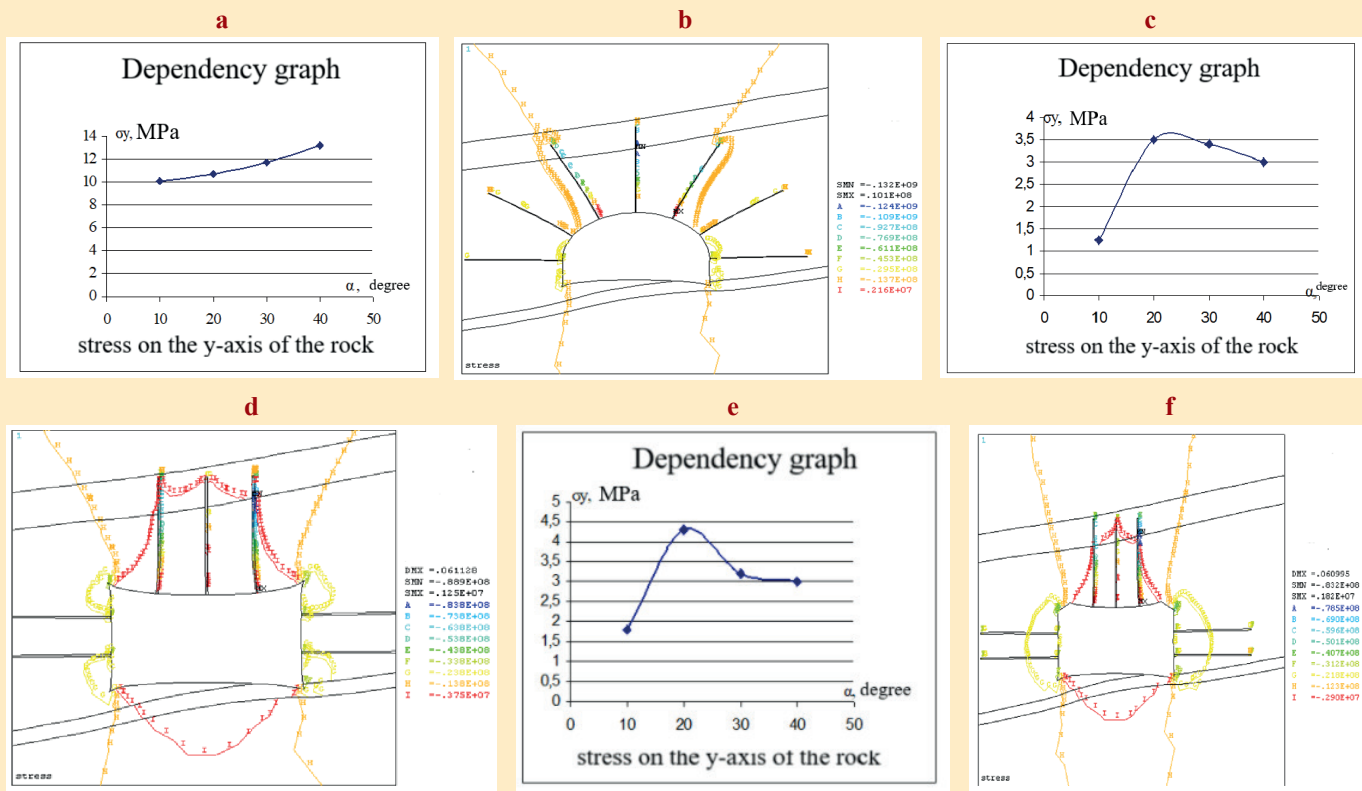 a
Dependency graph
σy, MPa
14
12
10
8
6
4
2
0
0 10 20 30 40 50
α, degree
stress on the y-axis of the rock
b
1
SMN =-.132E+09
SMX =.101E+08
A =-.124E+09
B =-.109E+09
C =-.927E+08
D =-.769E+08
E =-.611E+08
F =-.453E+08
G =-.295E+08
H =-.137E+08
I =.216E+07
stress
c
Dependency graph
σy, MPa
4
3,5
3
2,5
2
1,5
1
0,5
0
0 10 20 30 40 50
degree
stress on the y-axis of the rock
d
1
DMX =.061128
SMN =-.889E+08
SMX =.125E+07
A =-.838E+08
B =-.738E+08
C =-.638E+08
D =-.538E+08
E =-.438E+08
F =-.338E+08
G =-.238E+08
H =-.138E+08
I =-.375E+07
stress
e
Dependency graph
σy, MPa
5
4,5
4
3,5
3
2,5
2
1,5
1
0,5
0
0 10 20 30 40 50
α, degree
stress on the y-axis of the rock
f
1
DMX =.060995
SMN =-.832E+08
SMX =.182E+07
A =-.785E+08
B =-.690E+08
C =-.596E+08
D =-.501E+08
E =-.407E+08
F =-.312E+08
G =-.218E+08
H =-.123E+08
I =-.290E+07
stress